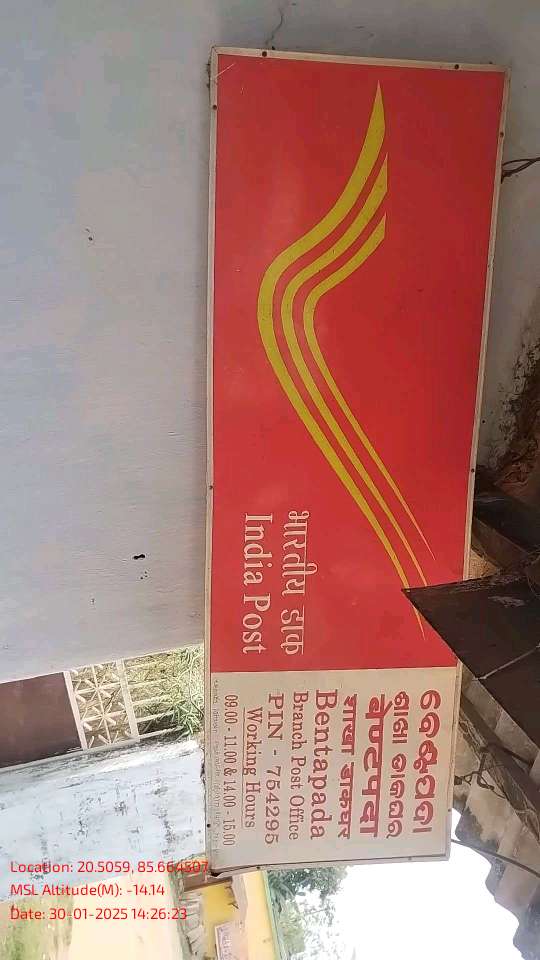 भारतीय डाक
India Post
ବେଣ୍ଟପଦା
ଶାଖା ଡାକଘର
बेण्टपदा
शाखा डाकघर
Bentapada
Branch Post Office
PIN - 754295
Working Hours
09.00 - 11.00 & 14.00 - 15.00
Location: 20.5059, 85.664507
MSL Altitude(M): -14.14
Date: 30-01-2025 14:26:23